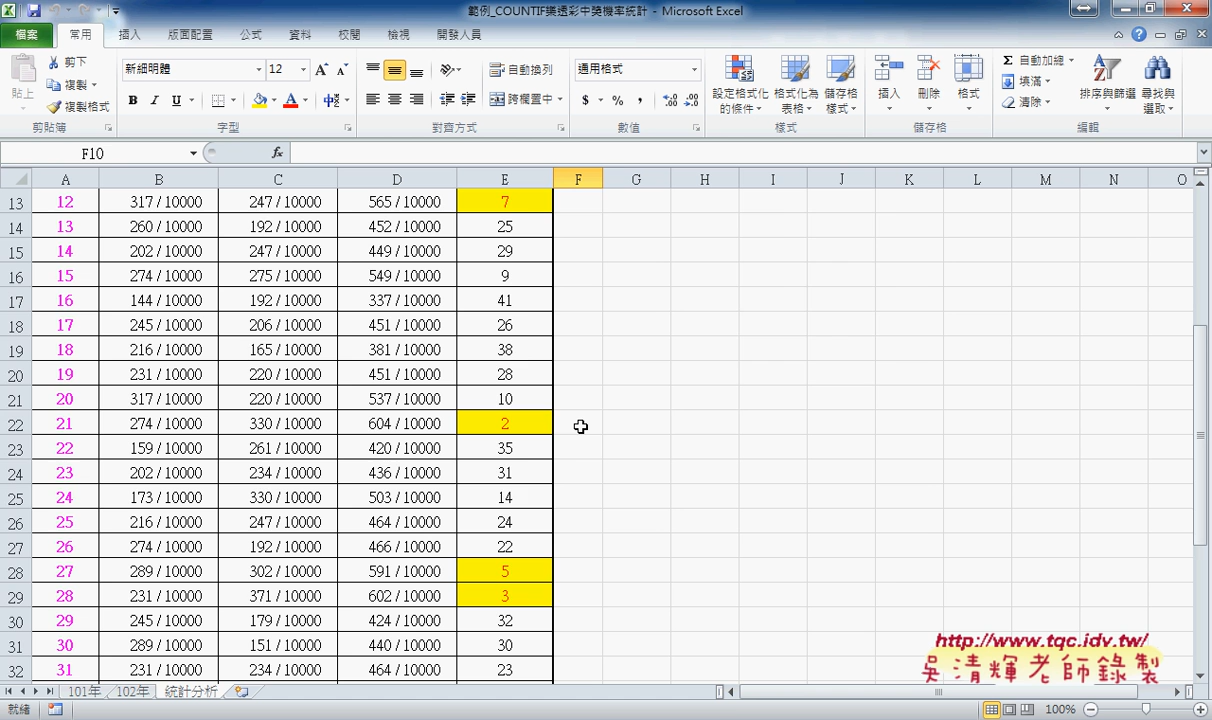 範例_COUNTIF樂透彩中獎機率統計 - Microsoft Excel
檔案 常用 插入 版面配置 公式 資料 校閱 檢視 開發人員
貼上 剪下 複製 複製格式
新細明體 12
B I U
自動換列 跨欄置中
通用格式
$ % ,
設定格式化的條件 格式化為表格 儲存格樣式
插入 刪除 格式
Σ 自動加總 填滿 清除
排序與篩選 尋找與選取
剪貼簿 字型 對齊方式 數值 樣式 儲存格 編輯
F10 fx
A B C D E F G H I J K L M N O
13 12 317 / 10000 247 / 10000 565 / 10000 7
14 13 260 / 10000 192 / 10000 452 / 10000 25
15 14 202 / 10000 247 / 10000 449 / 10000 29
16 15 274 / 10000 275 / 10000 549 / 10000 9
17 16 144 / 10000 192 / 10000 337 / 10000 41
18 17 245 / 10000 206 / 10000 451 / 10000 26
19 18 216 / 10000 165 / 10000 381 / 10000 38
20 19 231 / 10000 220 / 10000 451 / 10000 28
21 20 317 / 10000 220 / 10000 537 / 10000 10
22 21 274 / 10000 330 / 10000 604 / 10000 2
23 22 159 / 10000 261 / 10000 420 / 10000 35
24 23 202 / 10000 234 / 10000 436 / 10000 31
25 24 173 / 10000 330 / 10000 503 / 10000 14
26 25 216 / 10000 247 / 10000 464 / 10000 24
27 26 274 / 10000 192 / 10000 466 / 10000 22
28 27 289 / 10000 302 / 10000 591 / 10000 5
29 28 231 / 10000 371 / 10000 602 / 10000 3
30 29 245 / 10000 179 / 10000 424 / 10000 32
31 30 289 / 10000 151 / 10000 440 / 10000 30
32 31 231 / 10000 234 / 10000 464 / 10000 23
http://www.tqc.idv.tw/
吳清輝老師錄製
101年 102年 統計分析
就緒 100%